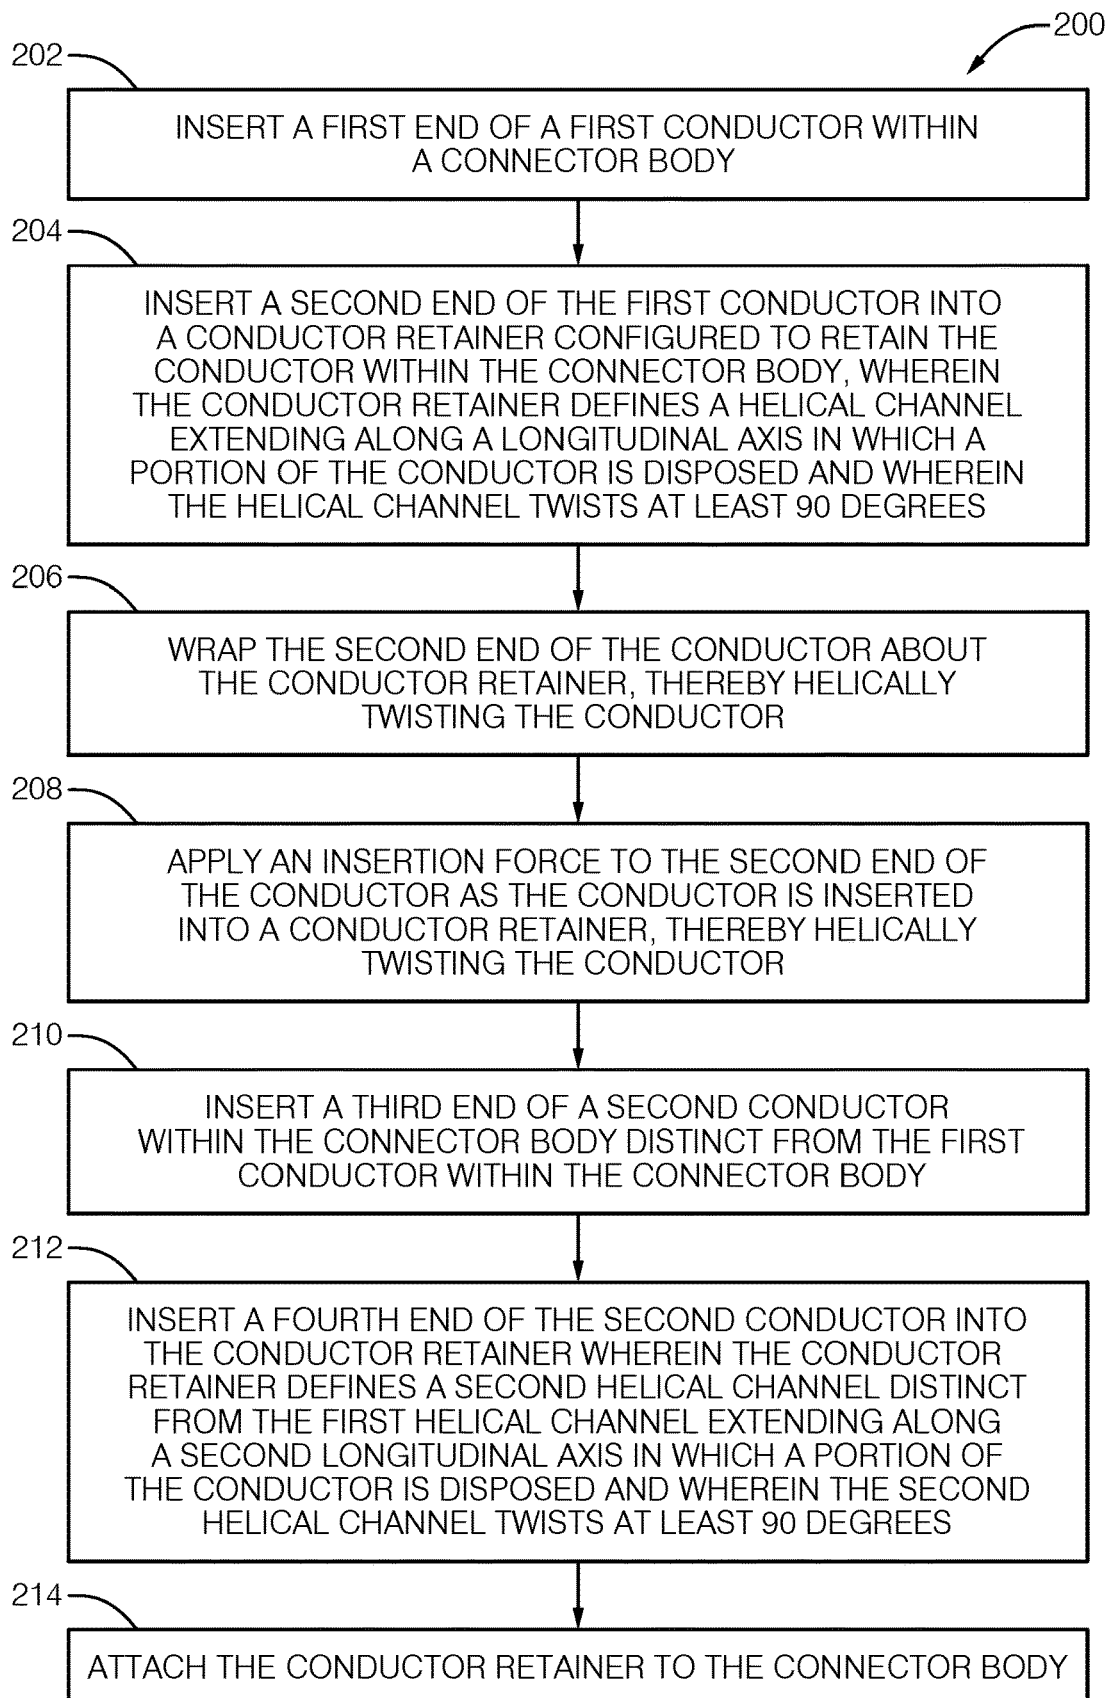 200
202
INSERT A FIRST END OF A FIRST CONDUCTOR WITHIN
A CONNECTOR BODY
204
INSERT A SECOND END OF THE FIRST CONDUCTOR INTO
A CONDUCTOR RETAINER CONFIGURED TO RETAIN THE
CONDUCTOR WITHIN THE CONNECTOR BODY, WHEREIN
THE CONDUCTOR RETAINER DEFINES A HELICAL CHANNEL
EXTENDING ALONG A LONGITUDINAL AXIS IN WHICH A
PORTION OF THE CONDUCTOR IS DISPOSED AND WHEREIN
THE HELICAL CHANNEL TWISTS AT LEAST 90 DEGREES
206
WRAP THE SECOND END OF THE CONDUCTOR ABOUT
THE CONDUCTOR RETAINER, THEREBY HELICALLY
TWISTING THE CONDUCTOR
208
APPLY AN INSERTION FORCE TO THE SECOND END OF
THE CONDUCTOR AS THE CONDUCTOR IS INSERTED
INTO A CONDUCTOR RETAINER, THEREBY HELICALLY
TWISTING THE CONDUCTOR
210
INSERT A THIRD END OF A SECOND CONDUCTOR
WITHIN THE CONNECTOR BODY DISTINCT FROM THE FIRST
CONDUCTOR WITHIN THE CONNECTOR BODY
212
INSERT A FOURTH END OF THE SECOND CONDUCTOR INTO
THE CONDUCTOR RETAINER WHEREIN THE CONDUCTOR
RETAINER DEFINES A SECOND HELICAL CHANNEL DISTINCT
FROM THE FIRST HELICAL CHANNEL EXTENDING ALONG
A SECOND LONGITUDINAL AXIS IN WHICH A PORTION OF
THE CONDUCTOR IS DISPOSED AND WHEREIN THE SECOND
HELICAL CHANNEL TWISTS AT LEAST 90 DEGREES
214
ATTACH THE CONDUCTOR RETAINER TO THE CONNECTOR BODY